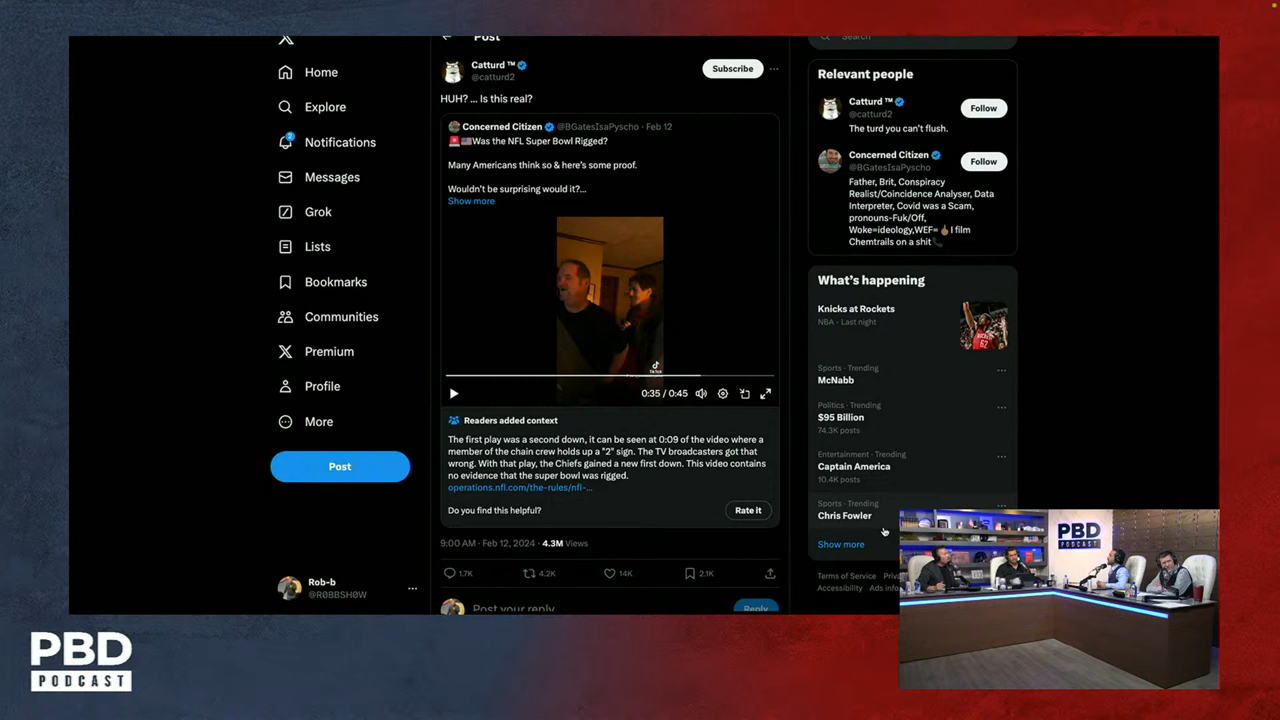 Post
Search
Home
Explore
2
Notifications
Messages
Grok
Lists
Bookmarks
Communities
Premium
Profile
More
Post
Rob-b
@R0BBSH0W
Catturd ™
@catturd2
Subscribe
HUH? ... Is this real?
Concerned Citizen @BGatesIsaPyscho · Feb 12
🚨🇺🇸Was the NFL Super Bowl Rigged?
Many Americans think so & here's some proof.
Wouldn't be surprising would it?...
Show more
TikTok
0:35 / 0:45
Readers added context
The first play was a second down, it can be seen at 0:09 of the video where a
member of the chain crew holds up a "2" sign. The TV broadcasters got that
wrong. With that play, the Chiefs gained a new first down. This video contains
no evidence that the super bowl was rigged.
operations.nfl.com/the-rules/nfl-...
Do you find this helpful?
Rate it
9:00 AM · Feb 12, 2024 · 4.3M Views
1.7K
4.2K
14K
2.1K
Post your reply
Reply
Relevant people
Catturd ™
@catturd2
Follow
The turd you can't flush.
Concerned Citizen
@BGatesIsaPyscho
Follow
Father, Brit, Conspiracy
Realist/Coincidence Analyser, Data
Interpreter, Covid was a Scam,
pronouns-Fuk/Off,
Woke=ideology,WEF=🖕🏽I film
Chemtrails on a shit📞
What's happening
Knicks at Rockets
NBA · Last night
Sports · Trending
McNabb
Politics · Trending
$95 Billion
74.3K posts
Entertainment · Trending
Captain America
10.4K posts
Sports · Trending
Chris Fowler
Show more
Terms of Service
Accessibility
PBD
PODCAST
PBD
PODCAST